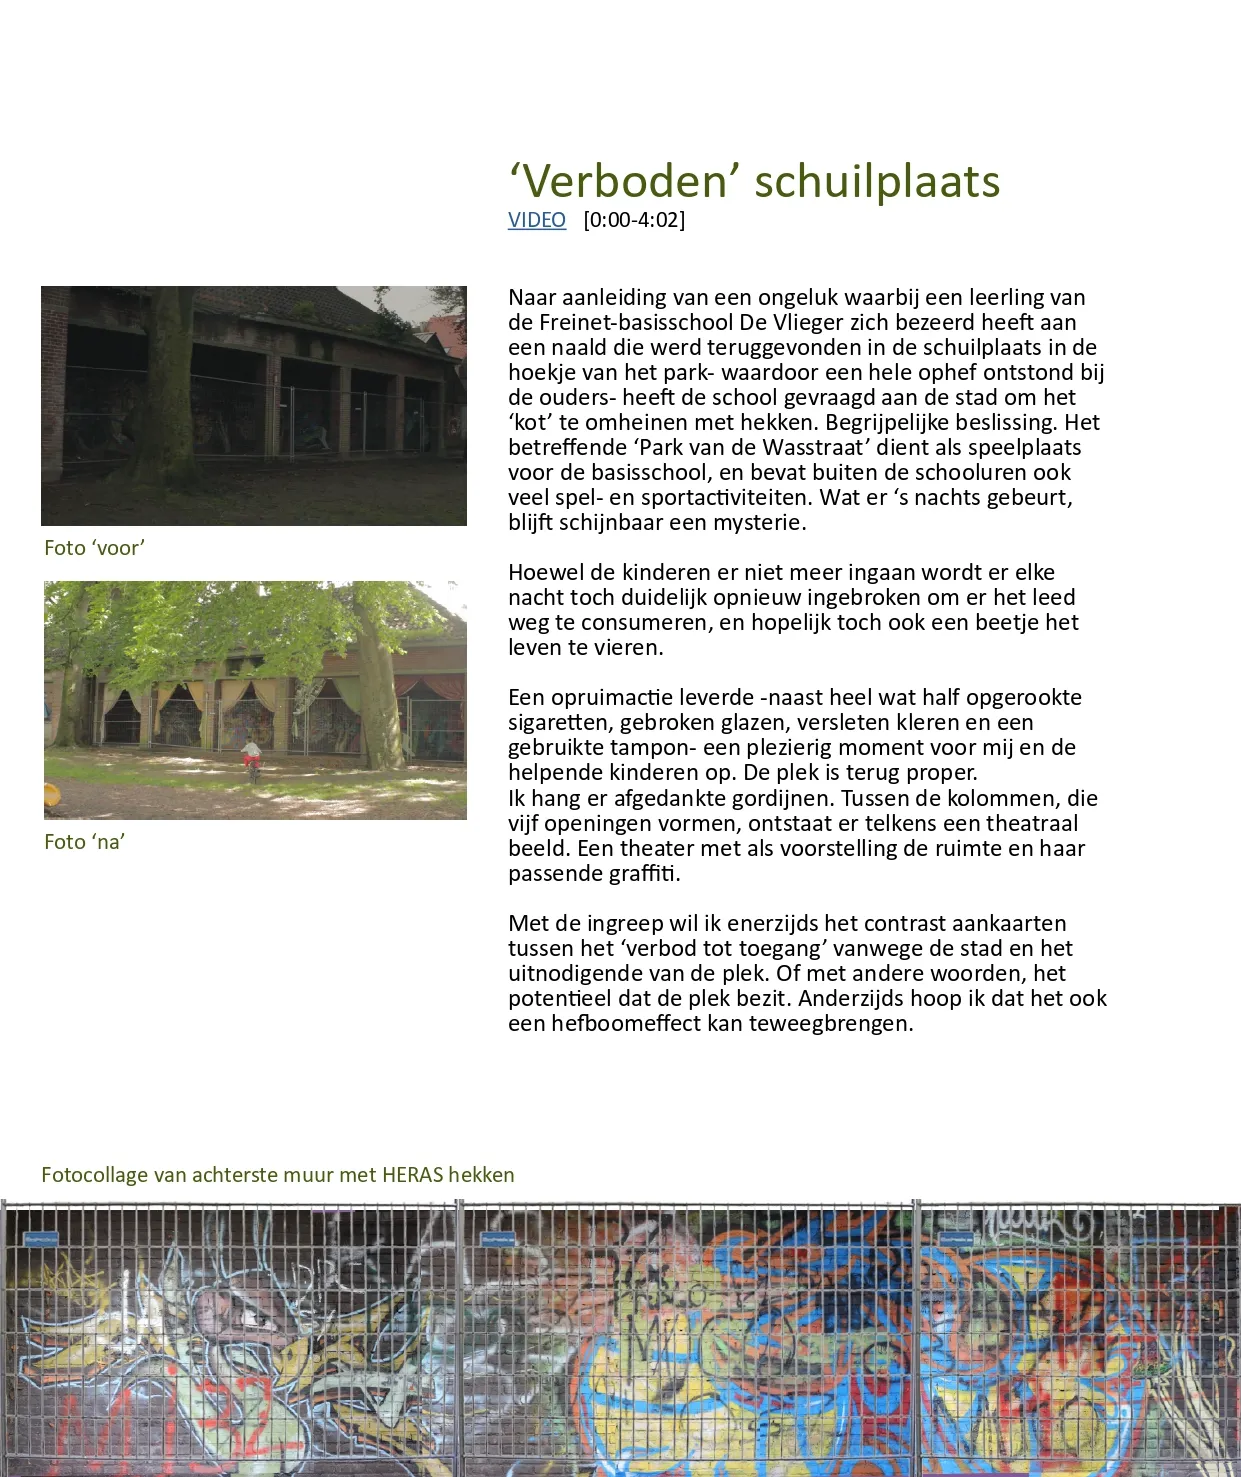 ‘Verboden’ schuilplaats
VIDEO [0:00-4:02]
Naar aanleiding van een ongeluk waarbij een leerling van
de Freinet-basisschool De Vlieger zich bezeerd heeft aan
een naald die werd teruggevonden in de schuilplaats in de
hoekje van het park- waardoor een hele ophef ontstond bij
de ouders- heeft de school gevraagd aan de stad om het
‘kot’ te omheinen met hekken. Begrijpelijke beslissing. Het
betreffende ‘Park van de Wasstraat’ dient als speelplaats
voor de basisschool, en bevat buiten de schooluren ook
veel spel- en sportactiviteiten. Wat er ‘s nachts gebeurt,
blijft schijnbaar een mysterie.
Hoewel de kinderen er niet meer ingaan wordt er elke
nacht toch duidelijk opnieuw ingebroken om er het leed
weg te consumeren, en hopelijk toch ook een beetje het
leven te vieren.
Een opruimactie leverde -naast heel wat half opgerookte
sigaretten, gebroken glazen, versleten kleren en een
gebruikte tampon- een plezierig moment voor mij en de
helpende kinderen op. De plek is terug proper.
Ik hang er afgedankte gordijnen. Tussen de kolommen, die
vijf openingen vormen, ontstaat er telkens een theatraal
beeld. Een theater met als voorstelling de ruimte en haar
passende graffiti.
Met de ingreep wil ik enerzijds het contrast aankaarten
tussen het ‘verbod tot toegang’ vanwege de stad en het
uitnodigende van de plek. Of met andere woorden, het
potentieel dat de plek bezit. Anderzijds hoop ik dat het ook
een hefboomeffect kan teweegbrengen.
Foto ‘voor’
Foto ‘na’
Fotocollage van achterste muur met HERAS hekken